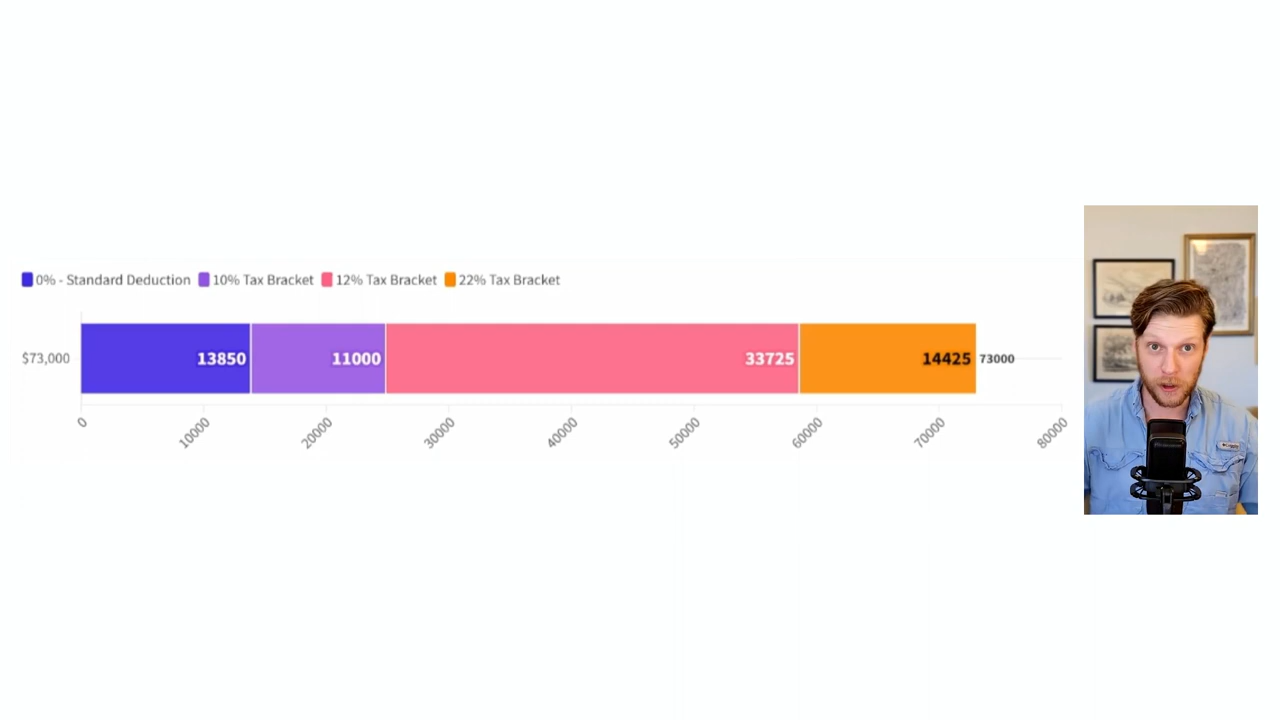 0% - Standard Deduction 10% Tax Bracket 12% Tax Bracket 22% Tax Bracket
$73,000 13850 11000 33725 14425 73000
0 10000 20000 30000 40000 50000 60000 70000 80000